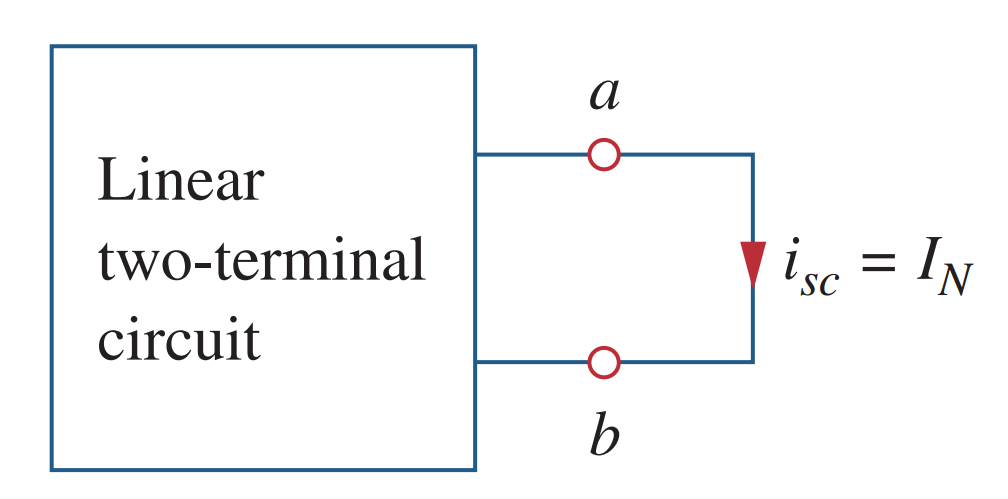 a
Linear
two-terminal
circuit
i_sc = I_N
b